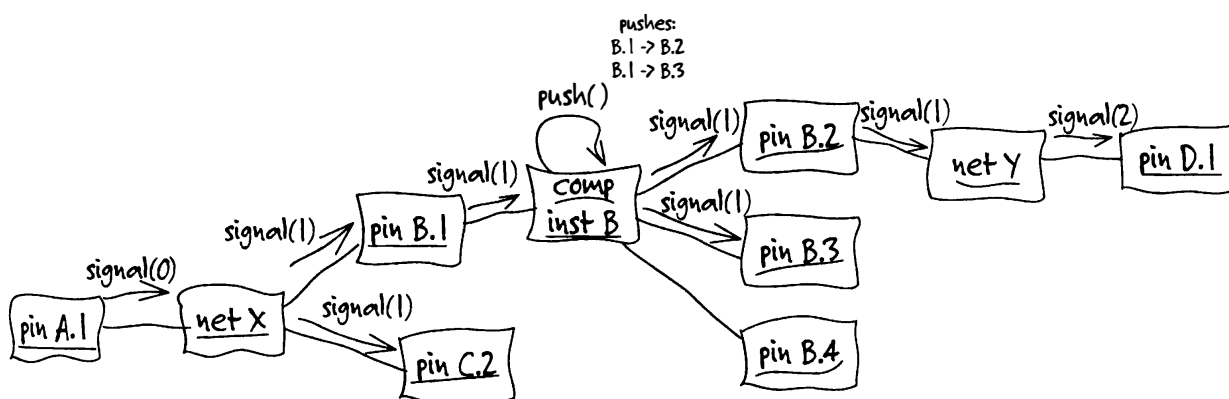 pushes:
B.1 -> B.2
B.1 -> B.3
push()
signal(1)
pin B.2
signal(1)
net Y
signal(2)
pin D.1
signal(1)
comp
inst B
signal(1)
pin B.3
signal(1)
pin B.1
signal(0)
pin A.1
net X
signal(1)
pin C.2
pin B.4